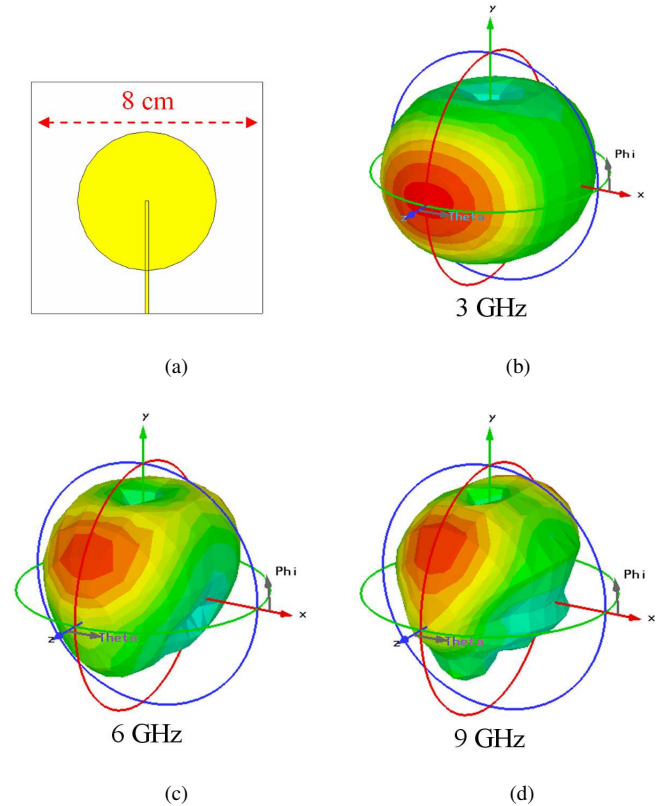 8 cm
(a)
y
Phi
x
z
Theta
3 GHz
(b)
y
Phi
x
z
Theta
6 GHz
(c)
y
Phi
x
z
Theta
9 GHz
(d)